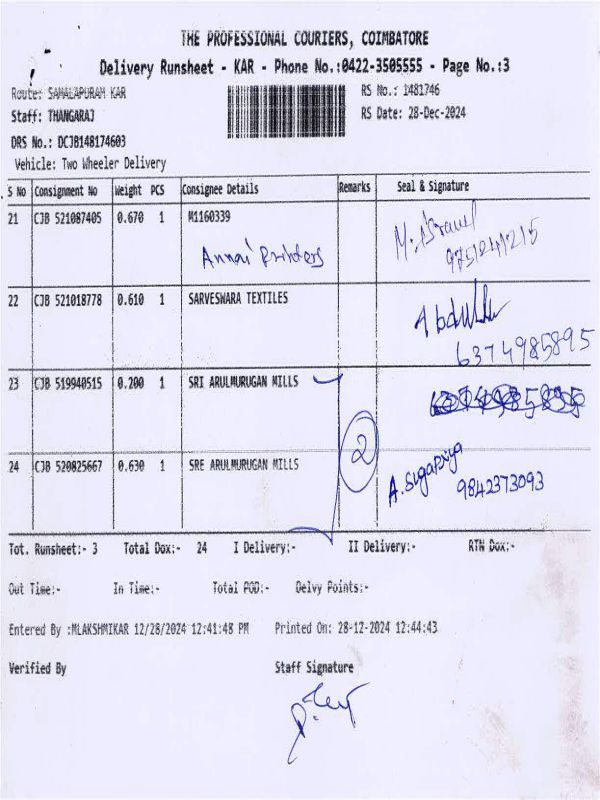 THE PROFESSIONAL COURIERS, COIMBATORE
Delivery Runsheet - KAR - Phone No.:0422-3505555 - Page No.:3
Route: SAMALAPURAM KAR
RS No.: 1481746
Staff: THANGARAJ
RS Date: 28-Dec-2024
DRS No.: DCJB148174603
Vehicle: Two Wheeler Delivery
S No Consignment No Weight PCS Consignee Details Remarks Seal & Signature
21 CJB 521087405 0.670 1 M1160339
Annai Printers
22 CJB 521018778 0.610 1 SARVESWARA TEXTILES
Abdulla
6374985895
23 CJB 519940515 0.200 1 SRI ARULMURUGAN MILLS
2
24 CJB 520825667 0.630 1 SRE ARULMURUGAN MILLS
A. Sugapriya
9842373093
Tot. Runsheet:- 3 Total Dox:- 24 I Delivery:- II Delivery:- RTN Dox:-
Out Time:- In Time:- Total POD:- Delvy Points:-
Entered By :MLAKSHMIKAR 12/28/2024 12:41:48 PM Printed On: 28-12-2024 12:44:43
Verified By Staff Signature